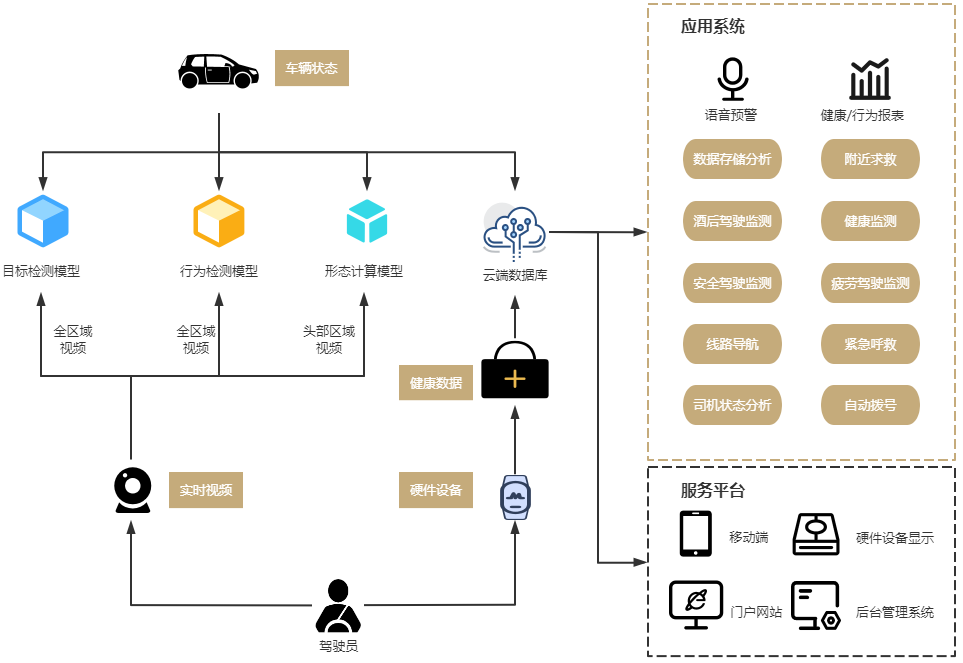 车辆状态
目标检测模型
行为检测模型
形态计算模型
云端数据库
全区域
视频
全区域
视频
头部区域
视频
健康数据
实时视频
硬件设备
驾驶员
应用系统
语音预警
健康/行为报表
数据存储分析
附近求救
酒后驾驶监测
健康监测
安全驾驶监测
疲劳驾驶监测
线路导航
紧急呼救
司机状态分析
自动拨号
服务平台
移动端
硬件设备显示
门户网站
后台管理系统